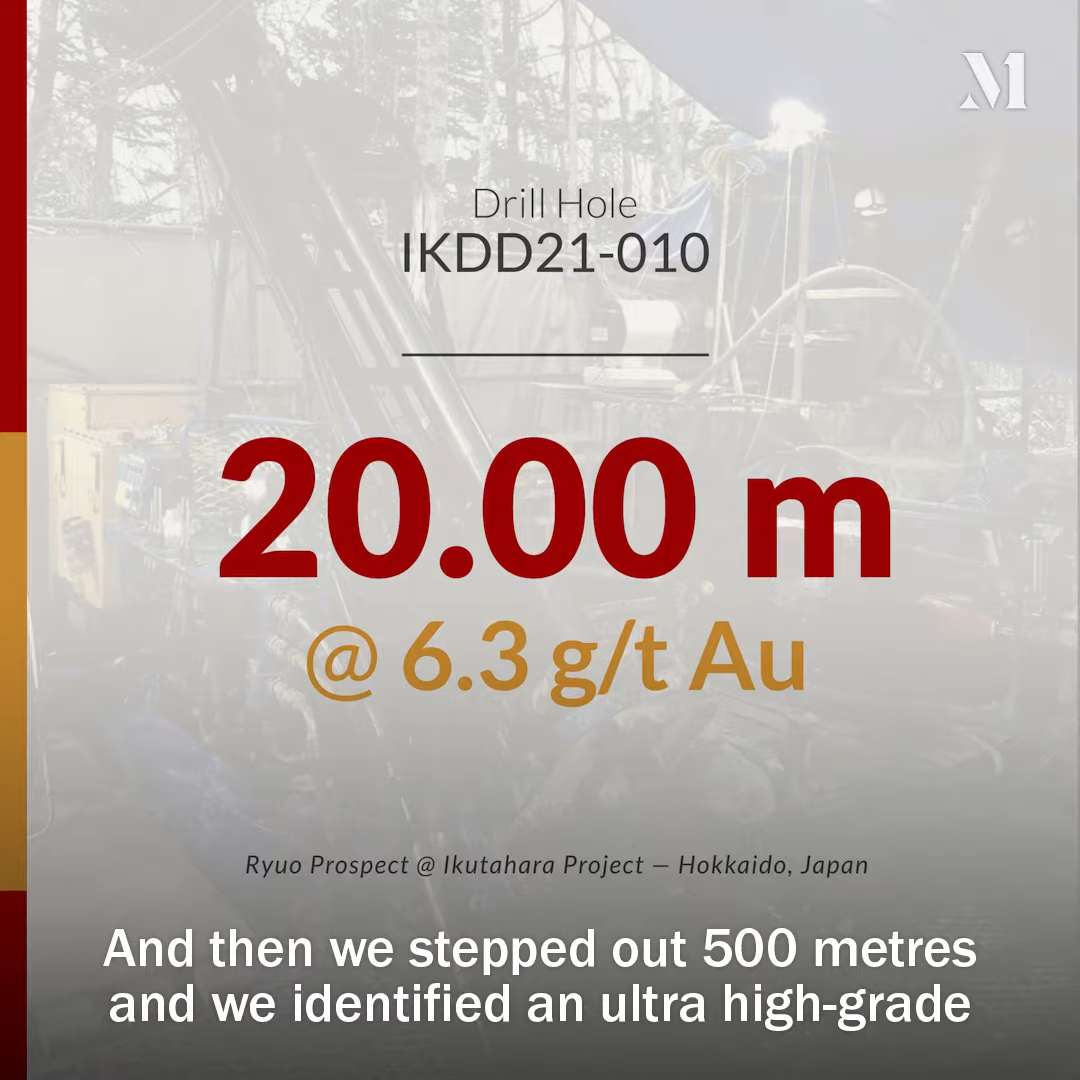 M
Drill Hole
IKDD21-010
20.00 m
@ 6.3 g/t Au
Ryuo Prospect @ Ikutahara Project — Hokkaido, Japan
And then we stepped out 500 metres
and we identified an ultra high-grade